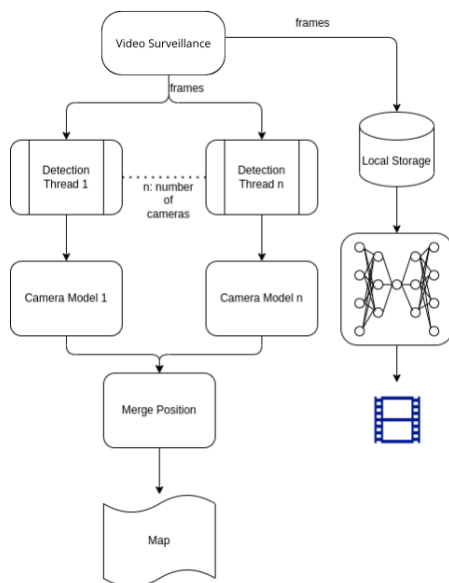 frames
Video Surveillance
frames
Detection
Thread 1
Detection
Thread n
n: number
of
cameras
Local Storage
Camera Model 1
Camera Model n
Merge Position
Map